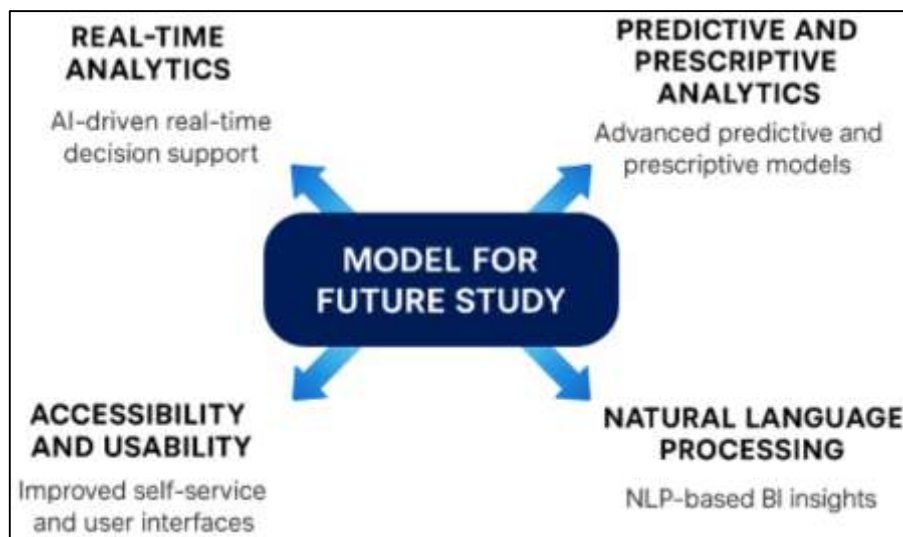 REAL-TIME
ANALYTICS
AI-driven real-time
decision support
PREDICTIVE AND
PRESCRIPTIVE
ANALYTICS
Advanced predictive and
prescriptive models
MODEL FOR
FUTURE STUDY
ACCESSIBILITY
AND USABILITY
Improved self-service
and user interfaces
NATURAL LANGUAGE
PROCESSING
NLP-based BI insights